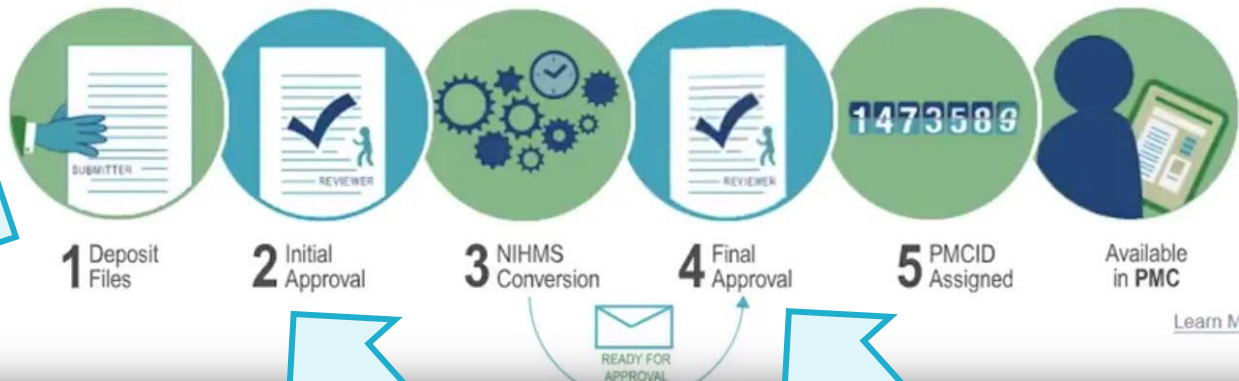 SUBMITTER
REVIEWER
REVIEWER
1473589
1 Deposit
Files
2 Initial
Approval
3 NIHMS
Conversion
4 Final
Approval
5 PMCID
Assigned
Available
in PMC
Learn M
READY FOR
APPROVAL